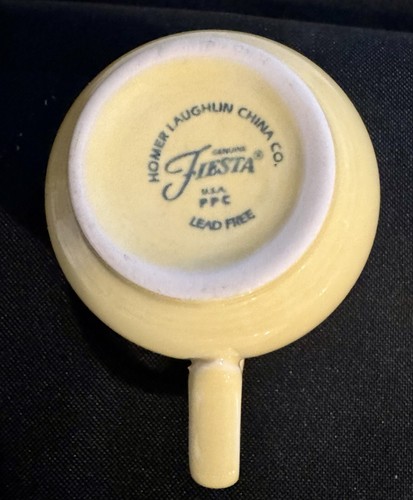 HOMER LAUGHLIN CHINA CO.
GENUINE
FIESTA®
U.S.A.
PPC
LEAD FREE